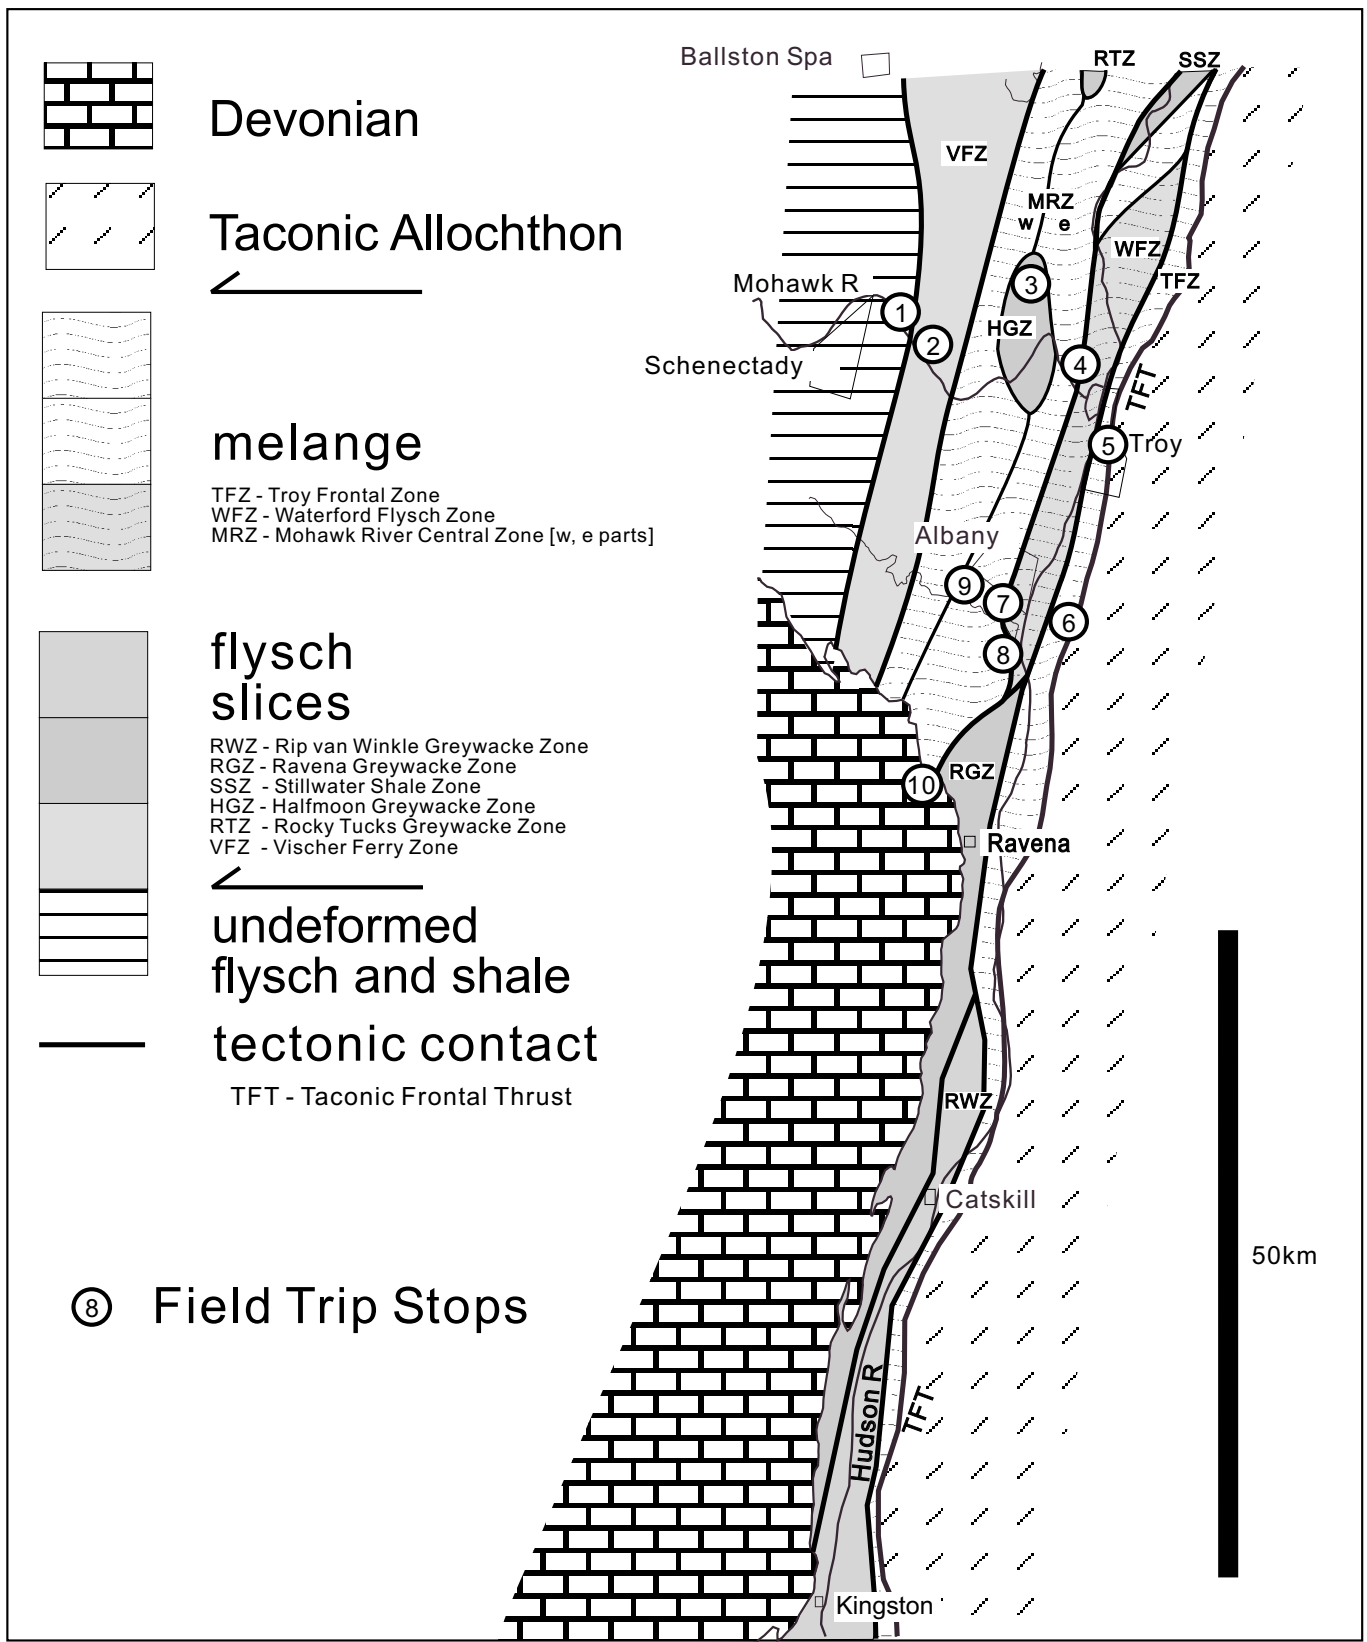 Devonian
Taconic Allochthon
melange
TFZ - Troy Frontal Zone
WFZ - Waterford Flysch Zone
MRZ - Mohawk River Central Zone [w, e parts]
flysch
slices
RWZ - Rip van Winkle Greywacke Zone
RGZ - Ravena Greywacke Zone
SSZ - Stillwater Shale Zone
HGZ - Halfmoon Greywacke Zone
RTZ - Rocky Tucks Greywacke Zone
VFZ - Vischer Ferry Zone
undeformed
flysch and shale
tectonic contact
TFT - Taconic Frontal Thrust
8 Field Trip Stops
Ballston Spa
RTZ
SSZ
VFZ
MRZ
w e
WFZ
TFZ
Mohawk R
1
2
3
HGZ
Schenectady
4
TFT
5
Troy
Albany
9
7
6
8
RGZ
10
Ravena
RWZ
Catskill
50km
Hudson R
TFT
Kingston